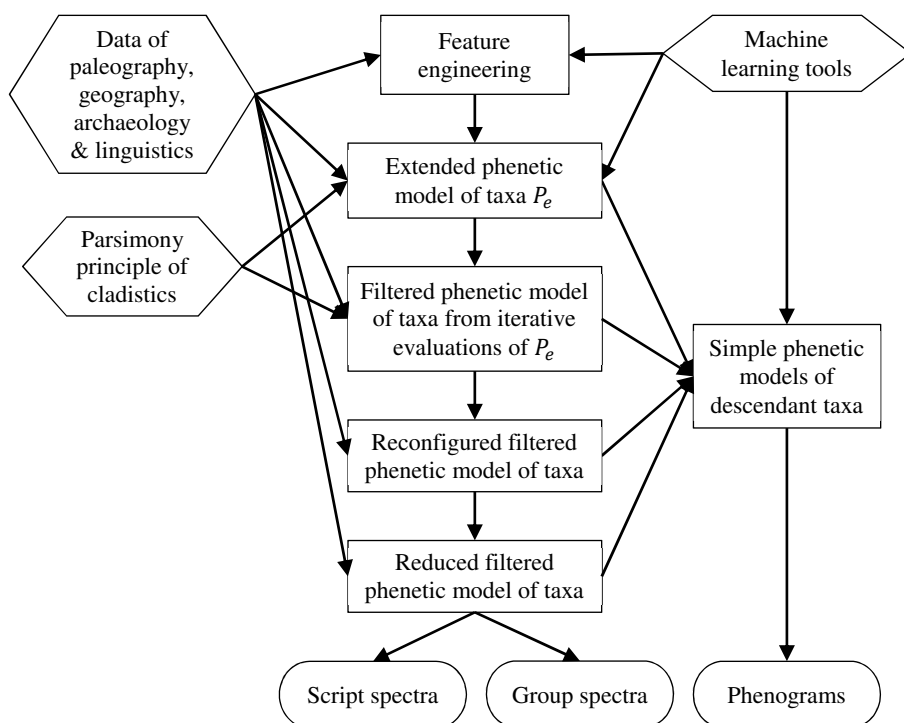 Data of
paleography,
geography,
archaeology
& linguistics
Feature
engineering
Machine
learning tools
Extended phenetic
model of taxa P_e
Parsimony
principle of
cladistics
Filtered phenetic model
of taxa from iterative
evaluations of P_e
Simple phenetic
models of
descendant taxa
Reconfigured filtered
phenetic model of taxa
Reduced filtered
phenetic model of taxa
Script spectra
Group spectra
Phenograms